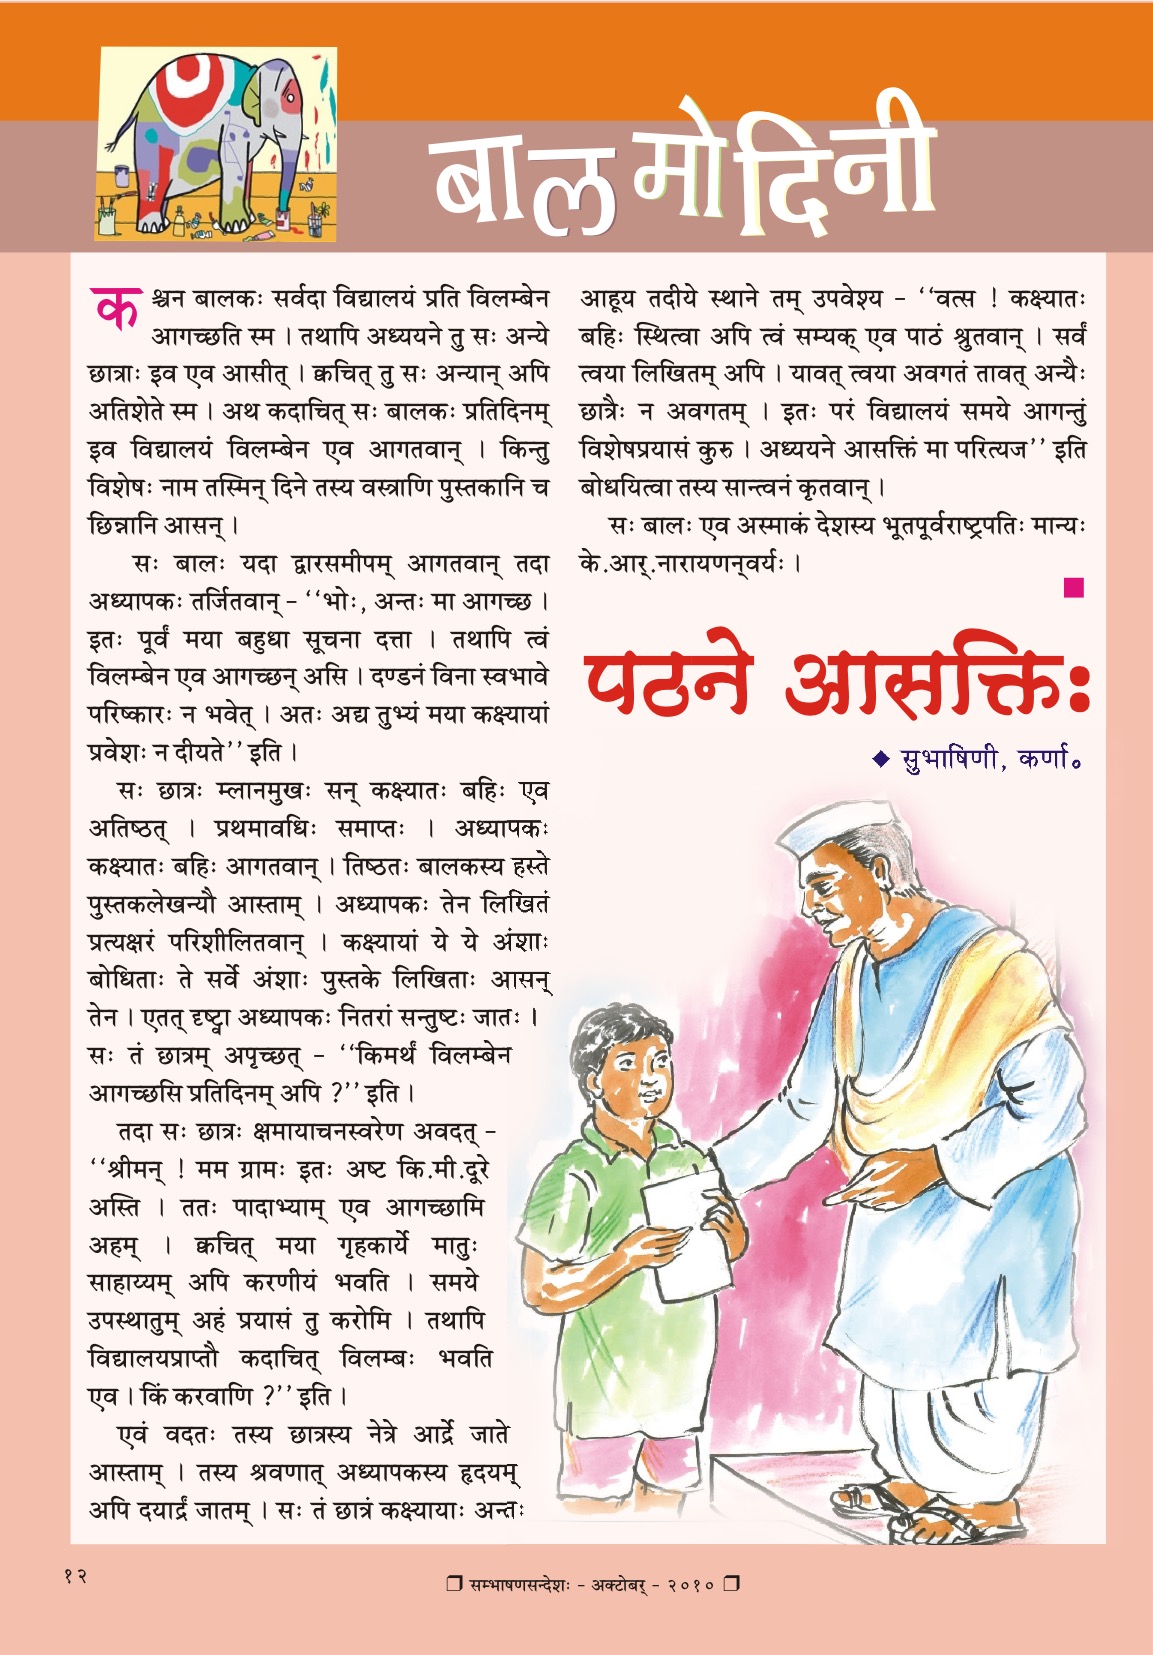 बालमोदिनी
कश्चन बालकः सर्वदा विद्यालयं प्रति विलम्बेन
आगच्छति स्म । तथापि अध्ययने तु सः अन्ये
छात्राः इव एव आसीत् । क्वचित् तु सः अन्यान् अपि
अतिशेते स्म । अथ कदाचित् सः बालकः प्रतिदिनम्
इव विद्यालयं विलम्बेन एव आगतवान् । किन्तु
विशेषः नाम तस्मिन् दिने तस्य वस्त्राणि पुस्तकानि च
छिन्नानि आसन् ।
सः बालः यदा द्वारसमीपम् आगतवान् तदा
अध्यापकः तर्जितवान् – ‘‘भोः, अन्तः मा आगच्छ ।
इतः पूर्वं मया बहुधा सूचना दत्ता । तथापि त्वं
विलम्बेन एव आगच्छन् असि । दण्डनं विना स्वभावे
परिष्कारः न भवेत् । अतः अद्य तुभ्यं मया कक्ष्यायां
प्रवेशः न दीयते’’ इति ।
सः छात्रः म्लानमुखः सन् कक्ष्यातः बहिः एव
अतिष्ठत् । प्रथमावधिः समाप्तः । अध्यापकः
कक्ष्यातः बहिः आगतवान् । तिष्ठतः बालकस्य हस्ते
पुस्तकलेखन्यौ आस्ताम् । अध्यापकः तेन लिखितं
प्रत्यक्षरं परिशीलितवान् । कक्ष्यायां ये ये अंशाः
बोधिताः ते सर्वे अंशाः पुस्तके लिखिताः आसन्
तेन । एतत् दृष्ट्वा अध्यापकः नितरां सन्तुष्टः जातः ।
सः तं छात्रम् अपृच्छत् – ‘‘किमर्थं विलम्बेन
आगच्छसि प्रतिदिनम् अपि ?’’ इति ।
तदा सः छात्रः क्षमायाचनस्वरेण अवदत् –
‘‘श्रीमन् ! मम ग्रामः इतः अष्ट कि.मी.दूरे
अस्ति । ततः पादाभ्याम् एव आगच्छामि
अहम् । क्वचित् मया गृहकार्ये मातुः
साहाय्यम् अपि करणीयं भवति । समये
उपस्थातुम् अहं प्रयासं तु करोमि । तथापि
विद्यालयप्राप्तौ कदाचित् विलम्बः भवति
एव । किं करवाणि ?’’ इति ।
एवं वदतः तस्य छात्रस्य नेत्रे आर्द्रे जाते
आस्ताम् । तस्य श्रवणात् अध्यापकस्य हृदयम्
अपि दयार्द्रं जातम् । सः तं छात्रं कक्ष्यायाः अन्तः
आहूय तदीये स्थाने तम् उपवेश्य – ‘‘वत्स ! कक्ष्यातः
बहिः स्थित्वा अपि त्वं सम्यक् एव पाठं श्रुतवान् । सर्वं
त्वया लिखितम् अपि । यावत् त्वया अवगतं तावत् अन्यैः
छात्रैः न अवगतम् । इतः परं विद्यालयं समये आगन्तुं
विशेषप्रयासं कुरु । अध्ययने आसक्तिं मा परित्यज’’ इति
बोधयित्वा तस्य सान्त्वनं कृतवान् ।
सः बालः एव अस्माकं देशस्य भूतपूर्वराष्ट्रपतिः मान्यः
के.आर्.नारायणन्वर्यः ।
पठने आसक्तिः
◆ सुभाषिणी, कर्णा॰
१२
❐ सम्भाषणसन्देशः – अक्टोबर् – २०१० ❐